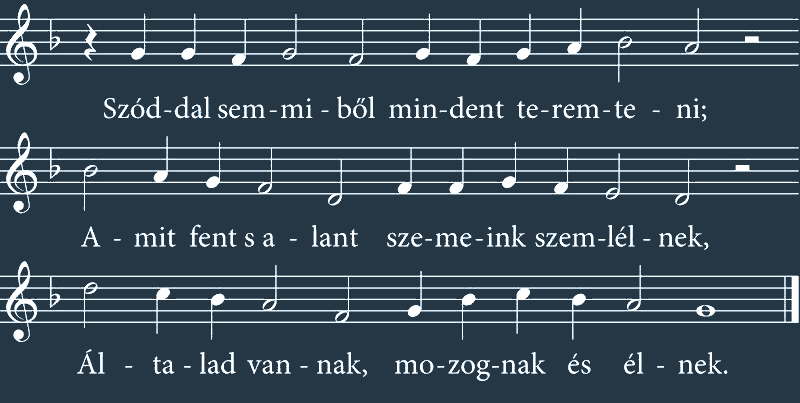 Szód-dal sem-mi - ből min-dent te-rem-te - ni;
A - mit fent s a - lant sze-me-ink szem-lél - nek,
Ál - ta - lad van - nak, mo-zog-nak és él - nek.